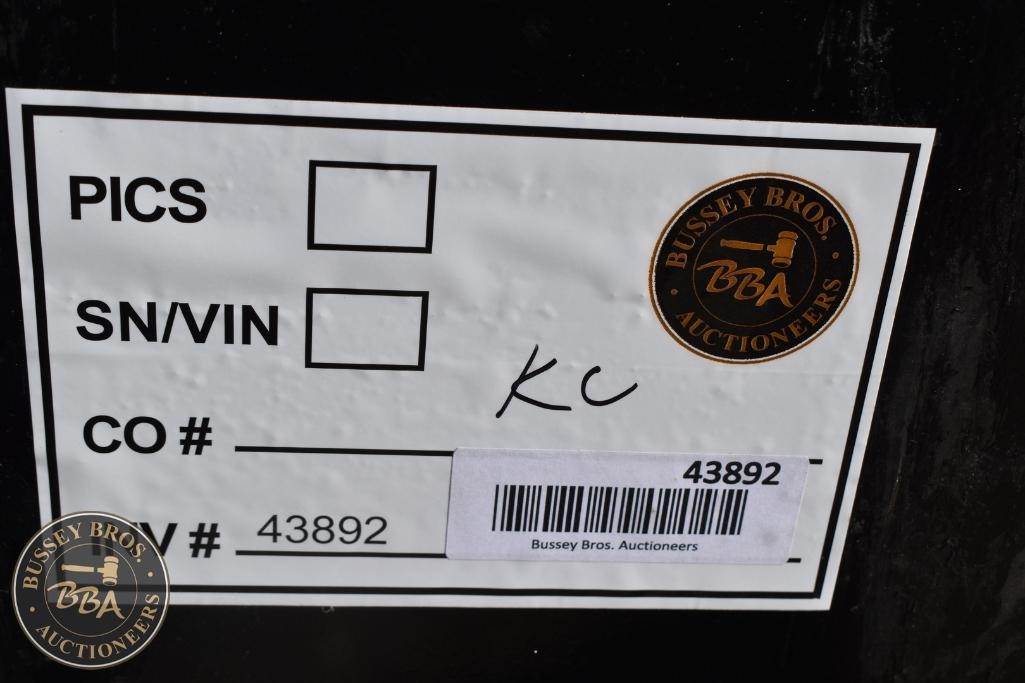 PICS
SN/VIN
BUSSEY BROS.
BBA
AUCTIONEERS
KC
CO #
43892
Bussey Bros. Auctioneers
# 43892
BUSSEY BROS.
BBA
AUCTIONEERS